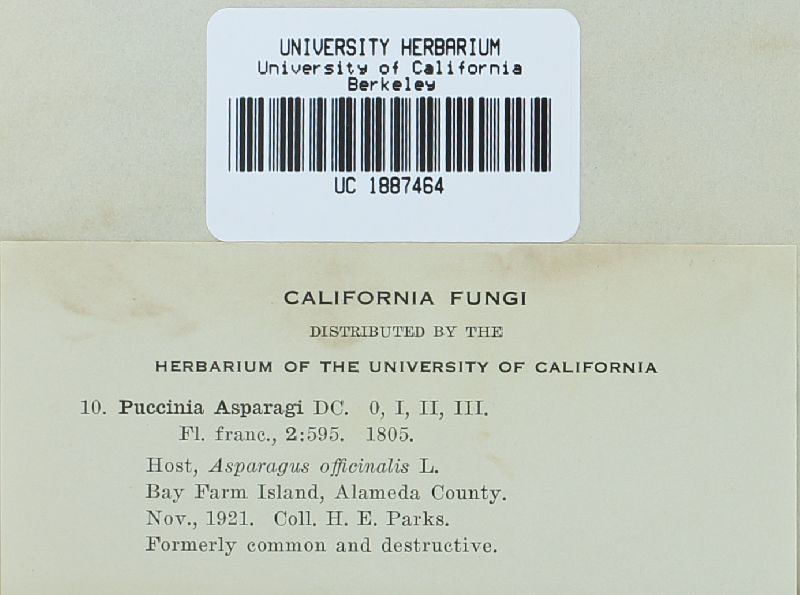 UNIVERSITY HERBARIUM
University of California
Berkeley
UC 1887464
CALIFORNIA FUNGI
DISTRIBUTED BY THE
HERBARIUM OF THE UNIVERSITY OF CALIFORNIA
10. Puccinia Asparagi DC. 0, I, II, III.
Fl. franc., 2:595. 1805.
Host, Asparagus officinalis L.
Bay Farm Island, Alameda County.
Nov., 1921. Coll. H. E. Parks.
Formerly common and destructive.